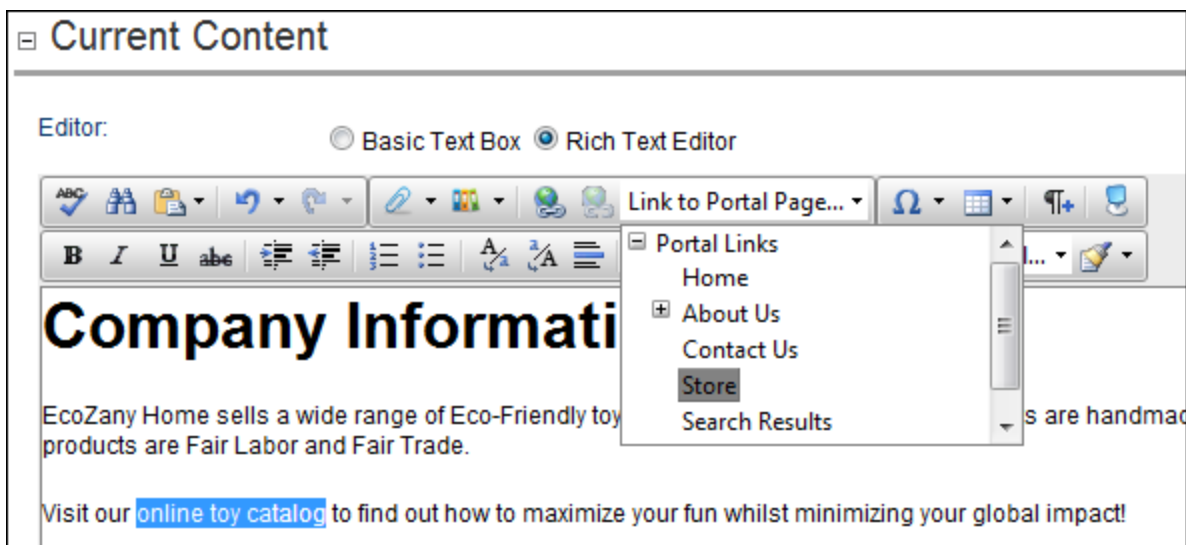 Current Content
Editor:
Basic Text Box Rich Text Editor
ABC Link to Portal Page... Ω ¶
B I U abc A a a A ...
Portal Links
Home
About Us
Contact Us
Store
Search Results
Company Informati
EcoZany Home sells a wide range of Eco-Friendly toy s are handmad
products are Fair Labor and Fair Trade.
Visit our online toy catalog to find out how to maximize your fun whilst minimizing your global impact!